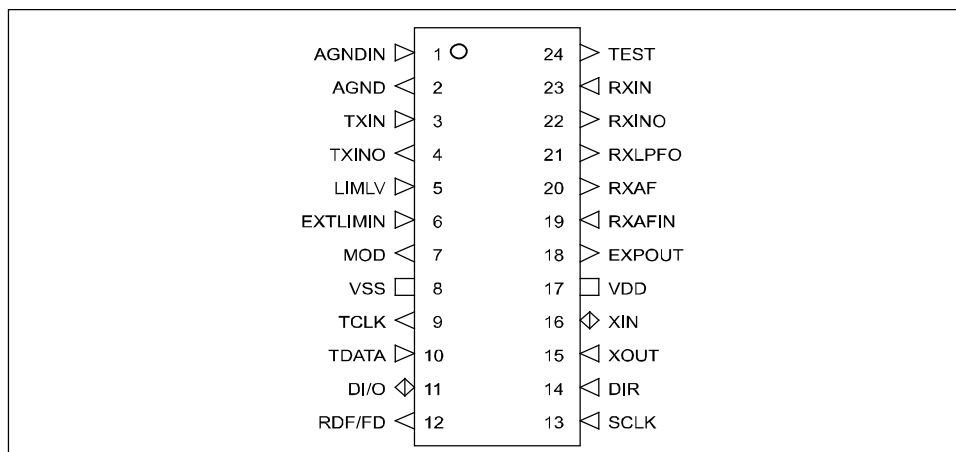 AGNDIN 1 24 TEST
AGND 2 23 RXIN
TXIN 3 22 RXINO
TXINO 4 21 RXLPFO
LIMLV 5 20 RXAF
EXTLIMIN 6 19 RXAFIN
MOD 7 18 EXPOUT
VSS 8 17 VDD
TCLK 9 16 XIN
TDATA 10 15 XOUT
DI/O 11 14 DIR
RDF/FD 12 13 SCLK